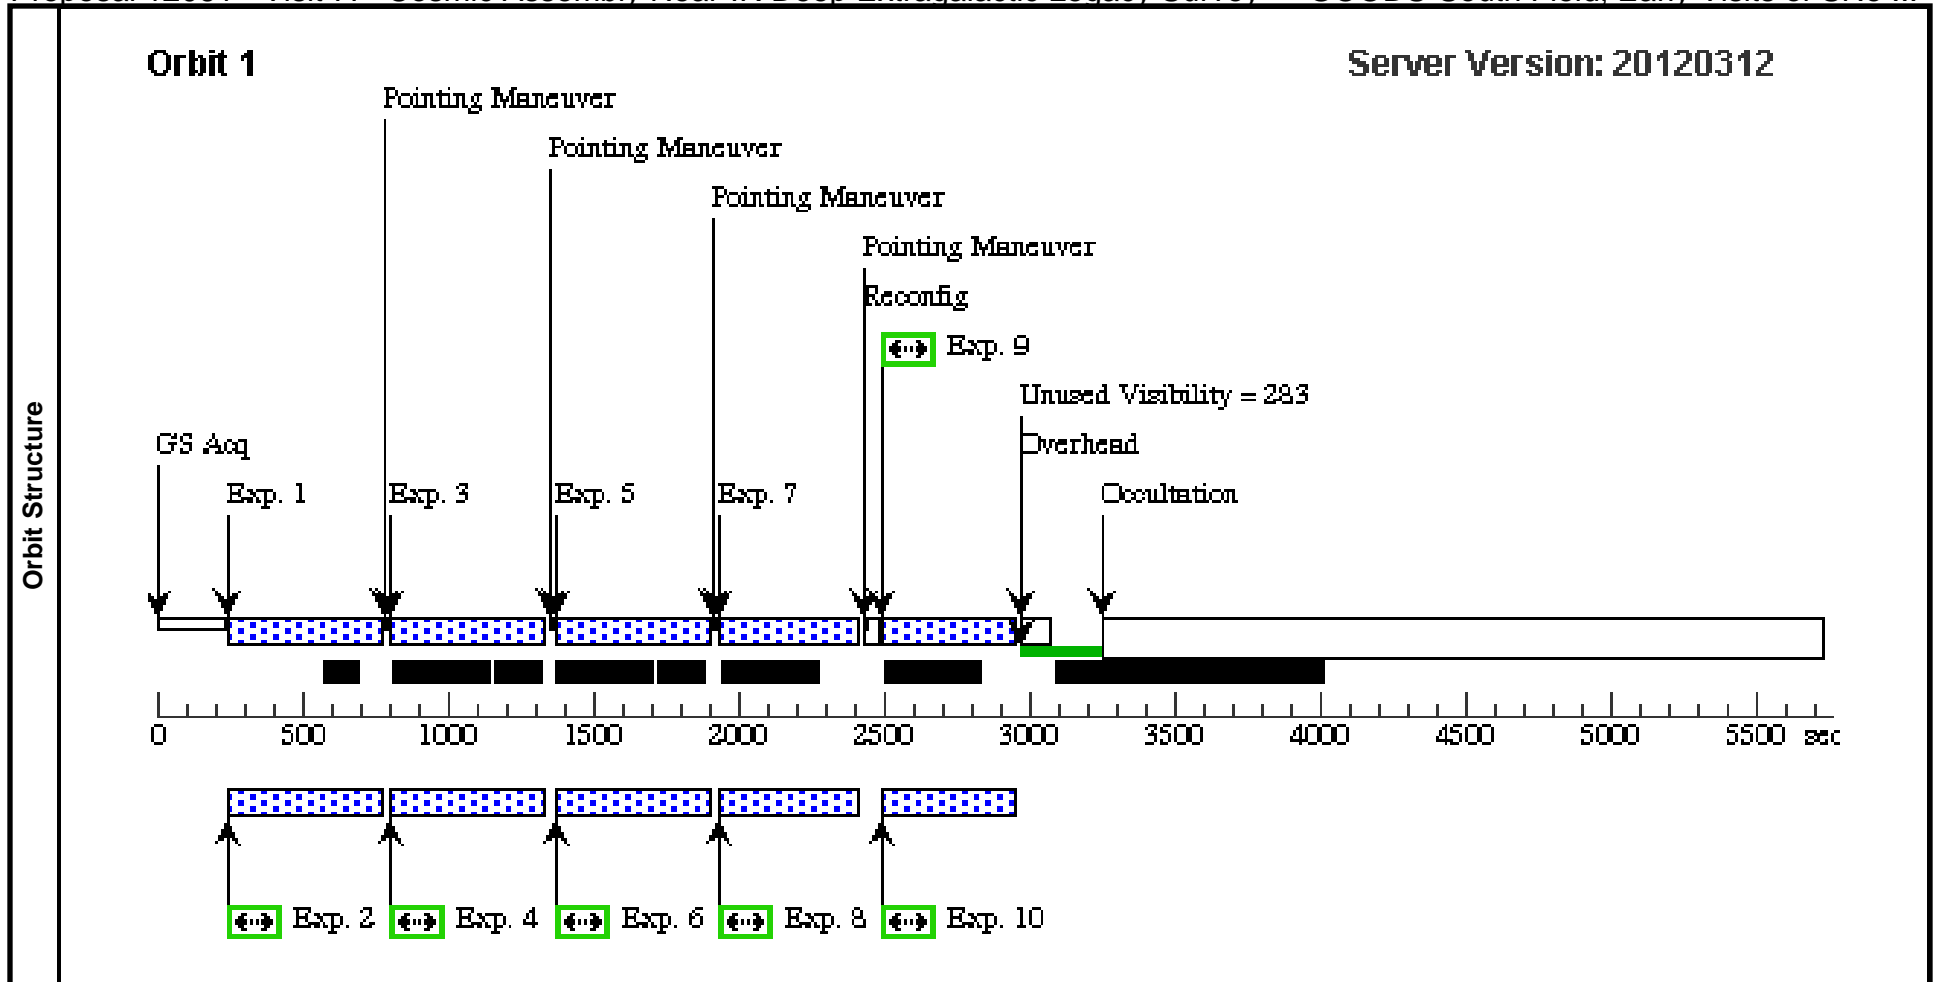 Orbit 1
Server Version: 20120312
Pointing Maneuver
Pointing Maneuver
Pointing Maneuver
Pointing Maneuver
Reconfig
Exp. 9
Unused Visibility = 283
Overhead
GS Acq
Exp. 1
Exp. 3
Exp. 5
Exp. 7
Occultation
Orbit Structure
0 500 1000 1500 2000 2500 3000 3500 4000 4500 5000 5500 sec
Exp. 2
Exp. 4
Exp. 6
Exp. 8
Exp. 10